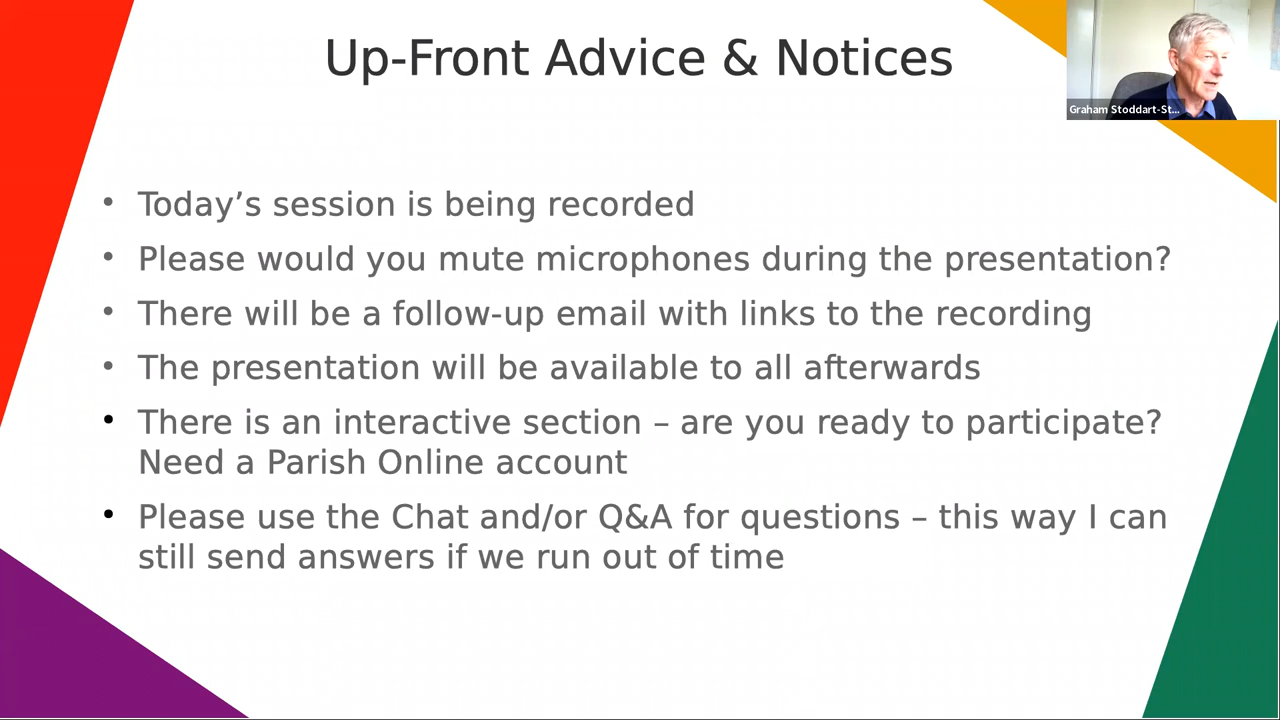 Up-Front Advice & Notices
Graham Stoddart-St...
• Today’s session is being recorded
• Please would you mute microphones during the presentation?
• There will be a follow-up email with links to the recording
• The presentation will be available to all afterwards
• There is an interactive section – are you ready to participate?
Need a Parish Online account
• Please use the Chat and/or Q&A for questions – this way I can
still send answers if we run out of time